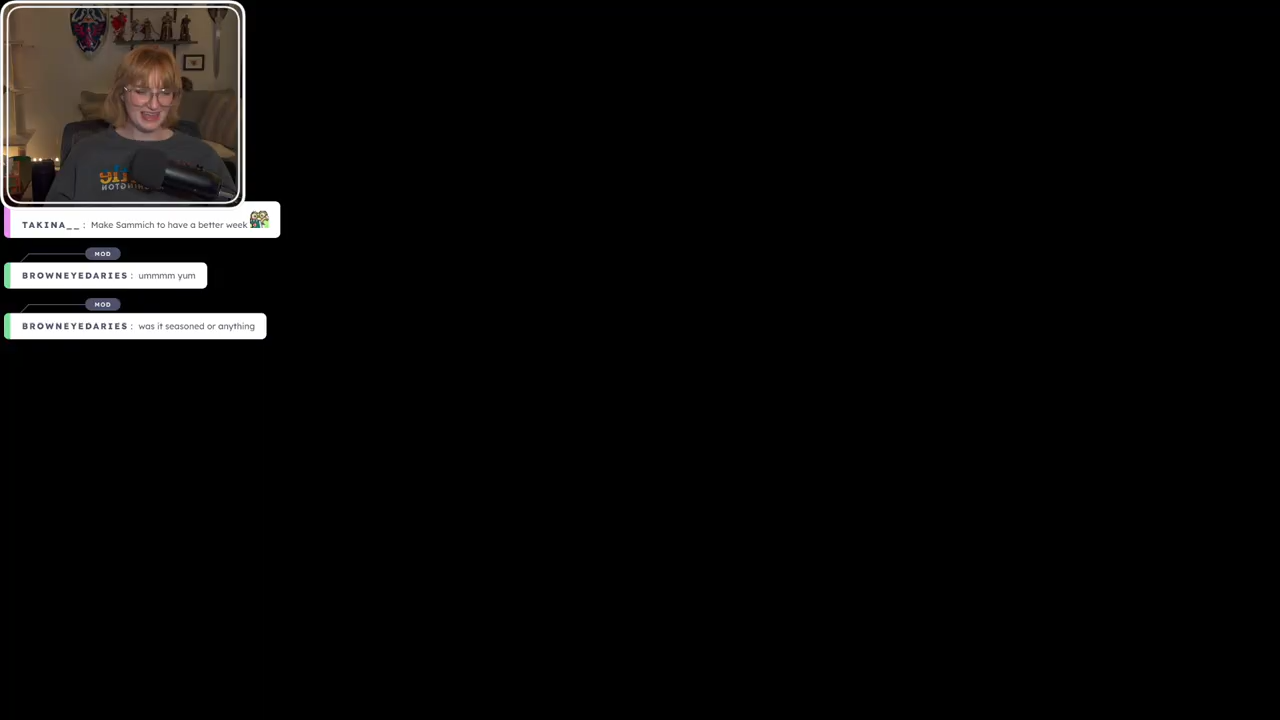 TAKINA__ : Make Sammich to have a better week
MOD
BROWNEYEDARIES : ummmm yum
MOD
BROWNEYEDARIES : was it seasoned or anything